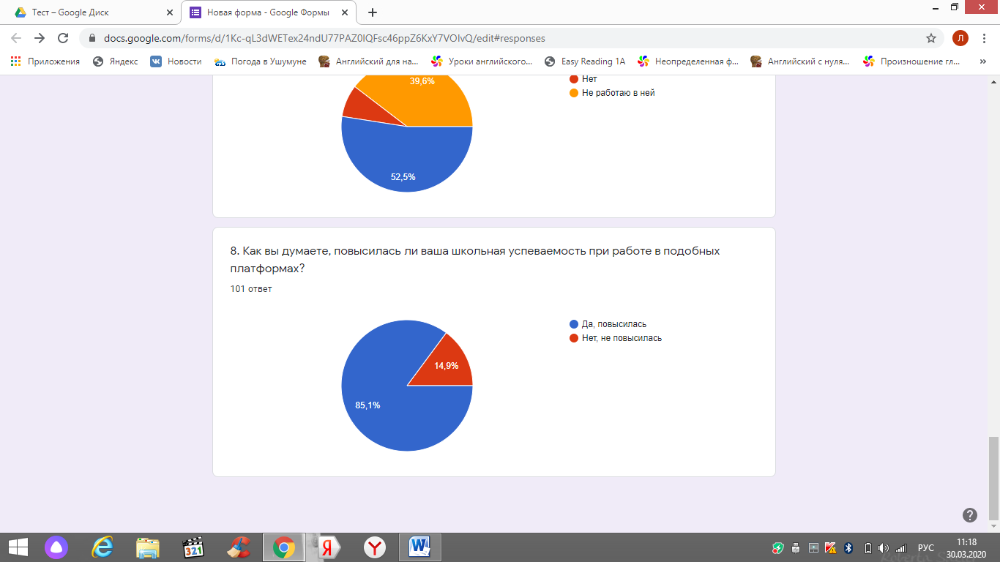 Тест – Google Диск
Новая форма - Google Формы
docs.google.com/forms/d/1Kc-qL3dWETex24ndU77PAZ0IQFsc46ppZ6KxY7VOIvQ/edit#responses
Л
Приложения
Яндекс
Новости
Погода в Ушумуне
Английский для на...
Уроки английского...
Easy Reading 1A
Неопределенная ф...
Английский с нуля...
Произношение гл...
»
39,6%
Нет
Не работаю в ней
52,5%
8. Как вы думаете, повысилась ли ваша школьная успеваемость при работе в подобных
платформах?
101 ответ
Да, повысилась
Нет, не повысилась
14,9%
85,1%
321
РУС
11:18
30.03.2020